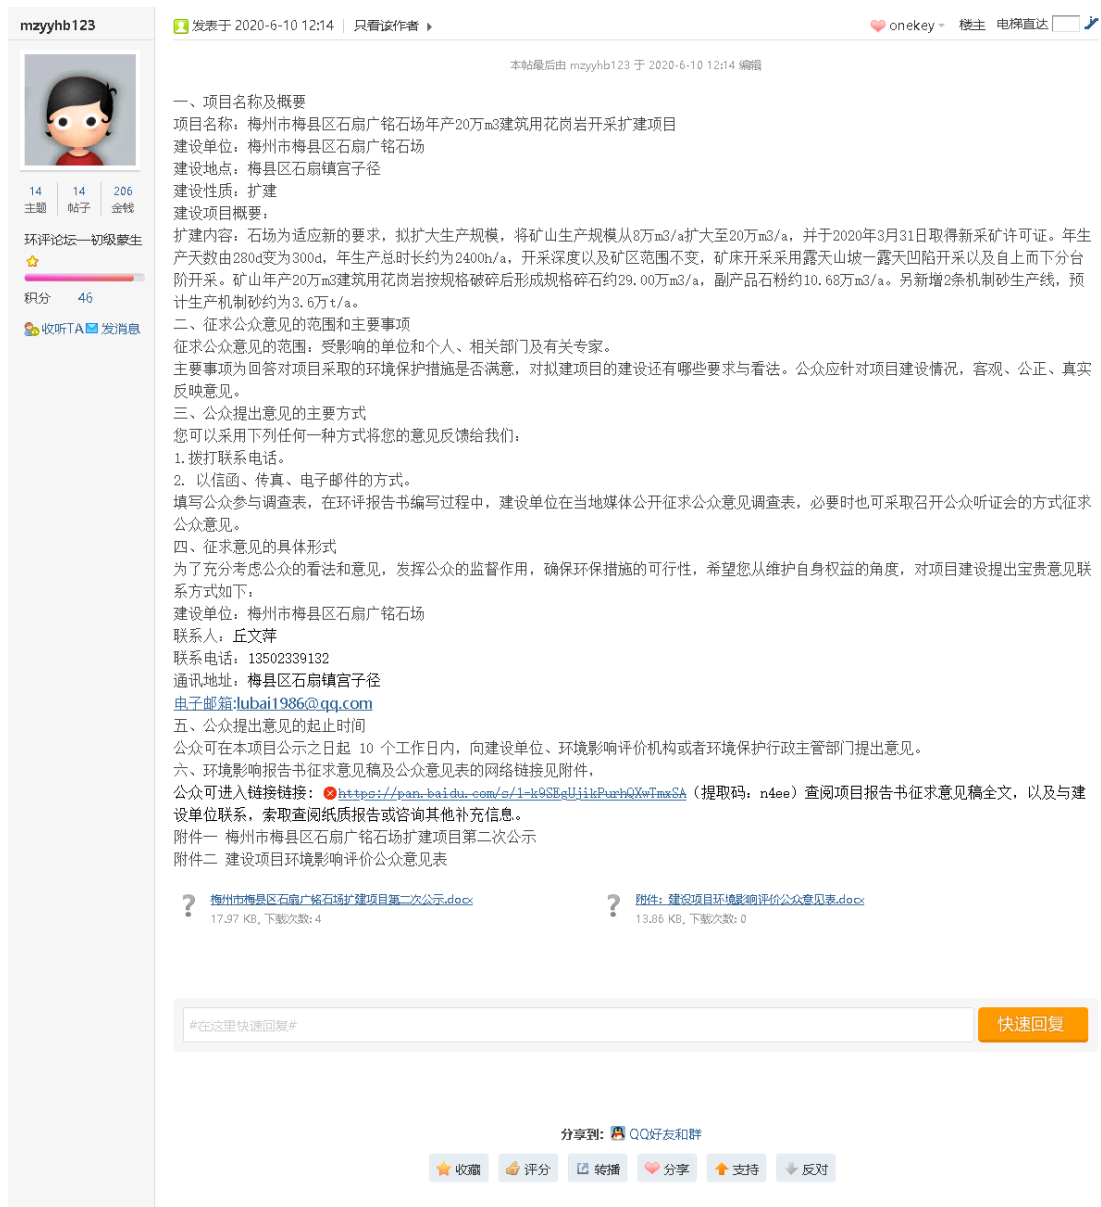 mzyyhb123
发表于 2020-6-10 12:14 | 只看该作者
onekey 楼主 电梯直达
本帖最后由 mzyyhb123 于 2020-6-10 12:14 编辑
14 14 206
主题 帖子 金钱
环评论坛—初级蒙生
积分 46
收听TA 发消息
一、项目名称及概要
项目名称：梅州市梅县区石扇广铭石场年产20万m3建筑用花岗岩开采扩建项目
建设单位：梅州市梅县区石扇广铭石场
建设地点：梅县区石扇镇宫子径
建设性质：扩建
建设项目概要：
扩建内容：石场为适应新的要求，拟扩大生产规模，将矿山生产规模从8万m3/a扩大至20万m3/a，并于2020年3月31日取得新采矿许可证。年生
产天数由280d变为300d，年生产总时长约为2400h/a，开采深度以及矿区范围不变，矿床开采采用露天山坡—露天凹陷开采以及自上而下分台
阶开采。矿山年产20万m3建筑用花岗岩按规格破碎后形成规格碎石约29.00万m3/a，副产品石粉约10.68万m3/a。另新增2条机制砂生产线，预
计生产机制砂约为3.6万t/a。
二、征求公众意见的范围和主要事项
征求公众意见的范围：受影响的单位和个人、相关部门及有关专家。
主要事项为回答对项目采取的环境保护措施是否满意，对拟建项目的建设还有哪些要求与看法。公众应针对项目建设情况，客观、公正、真实
反映意见。
三、公众提出意见的主要方式
您可以采用下列任何一种方式将您的意见反馈给我们：
1.拨打联系电话。
2. 以信函、传真、电子邮件的方式。
填写公众参与调查表，在环评报告书编写过程中，建设单位在当地媒体公开征求公众意见调查表，必要时也可采取召开公众听证会的方式征求
公众意见。
四、征求意见的具体形式
为了充分考虑公众的看法和意见，发挥公众的监督作用，确保环保措施的可行性，希望您从维护自身权益的角度，对项目建设提出宝贵意见联
系方式如下：
建设单位：梅州市梅县区石扇广铭石场
联系人：丘文萍
联系电话：13502339132
通讯地址：梅县区石扇镇宫子径
电子邮箱:lubai1986@qq.com
五、公众提出意见的起止时间
公众可在本项目公示之日起 10 个工作日内，向建设单位、环境影响评价机构或者环境保护行政主管部门提出意见。
六、环境影响报告书征求意见稿及公众意见表的网络链接见附件，
公众可进入链接链接：https://pan.baidu.com/s/1-k9SEgUjikPurhQXwTmxSA（提取码：n4ee）查阅项目报告书征求意见稿全文，以及与建
设单位联系，索取查阅纸质报告或咨询其他补充信息。
附件一 梅州市梅县区石扇广铭石场扩建项目第二次公示
附件二 建设项目环境影响评价公众意见表
梅州市梅县区石扇广铭石场扩建项目第二次公示.docx
17.97 KB, 下载次数: 4
附件：建设项目环境影响评价公众意见表.docx
13.86 KB, 下载次数: 0
#在这里快速回复#
快速回复
分享到: QQ好友和群
收藏 评分 转播 分享 支持 反对